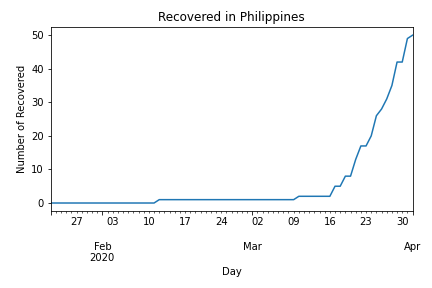 Recovered in Philippines
Number of Recovered
50
40
30
20
10
0
27 03 10 17 24 02 09 16 23 30
Feb Mar Apr
2020
Day